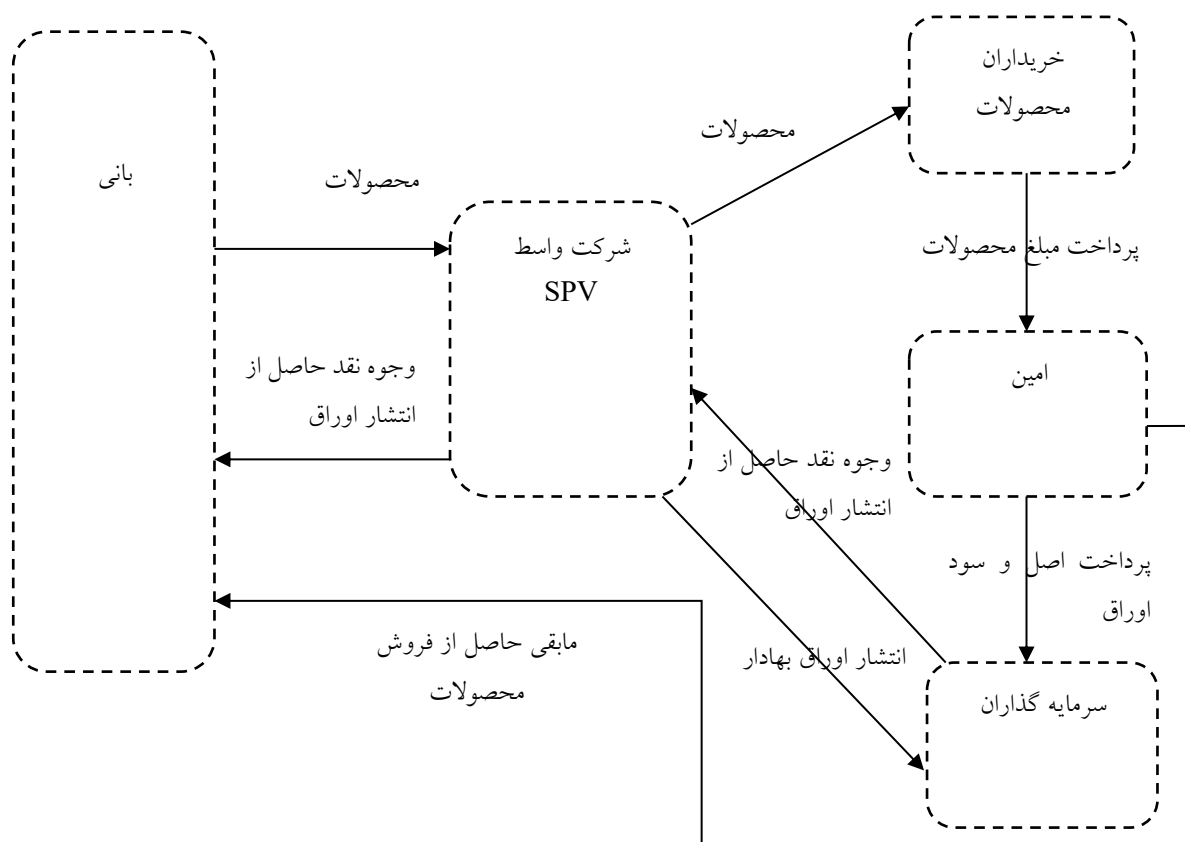 خریداران
محصولات
محصولات
بانی
محصولات
شرکت واسط
SPV
پرداخت مبلغ محصولات
وجوه نقد حاصل از
انتشار اوراق
امین
وجوه نقد حاصل از
انتشار اوراق
پرداخت اصل و سود
اوراق
مابقی حاصل از فروش
محصولات
انتشار اوراق بهادار
سرمایه گذاران